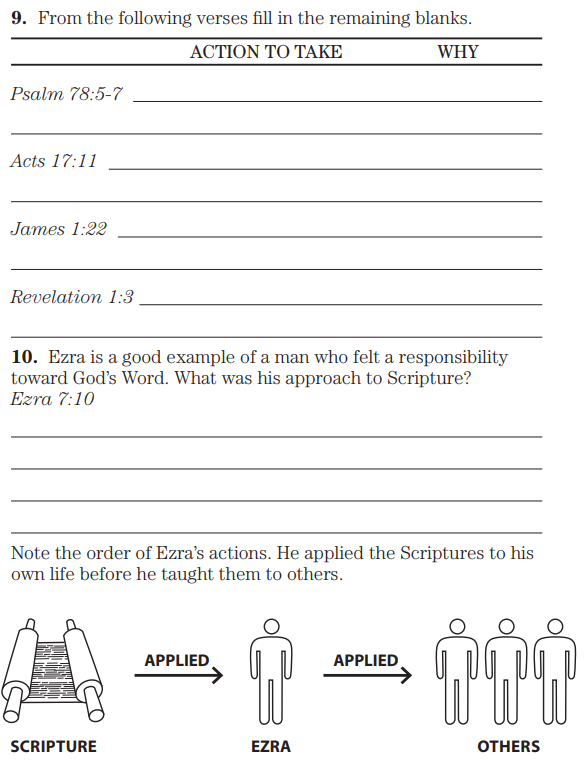 9. From the following verses fill in the remaining blanks.
ACTION TO TAKE WHY
Psalm 78:5-7
Acts 17:11
James 1:22
Revelation 1:3
10. Ezra is a good example of a man who felt a responsibility
toward God’s Word. What was his approach to Scripture?
Ezra 7:10
Note the order of Ezra’s actions. He applied the Scriptures to his
own life before he taught them to others.
APPLIED APPLIED
SCRIPTURE EZRA OTHERS